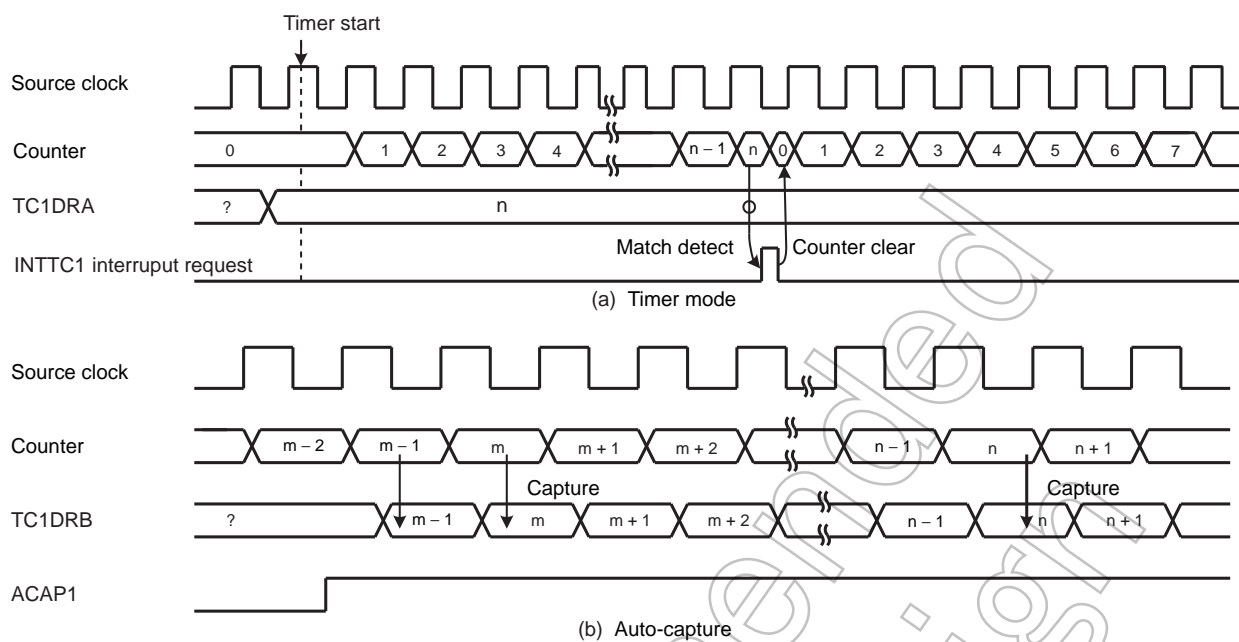 Timer start
Source clock
Counter
0 1 2 3 4 n – 1 n 0 1 2 3 4 5 6 7
TC1DRA
? n
Match detect Counter clear
INTTC1 interruput request
(a) Timer mode
Source clock
Counter
m – 2 m – 1 m m + 1 m + 2 n – 1 n n + 1
Capture Capture
TC1DRB
? m – 1 m m + 1 m + 2 n – 1 n n + 1
ACAP1
(b) Auto-capture